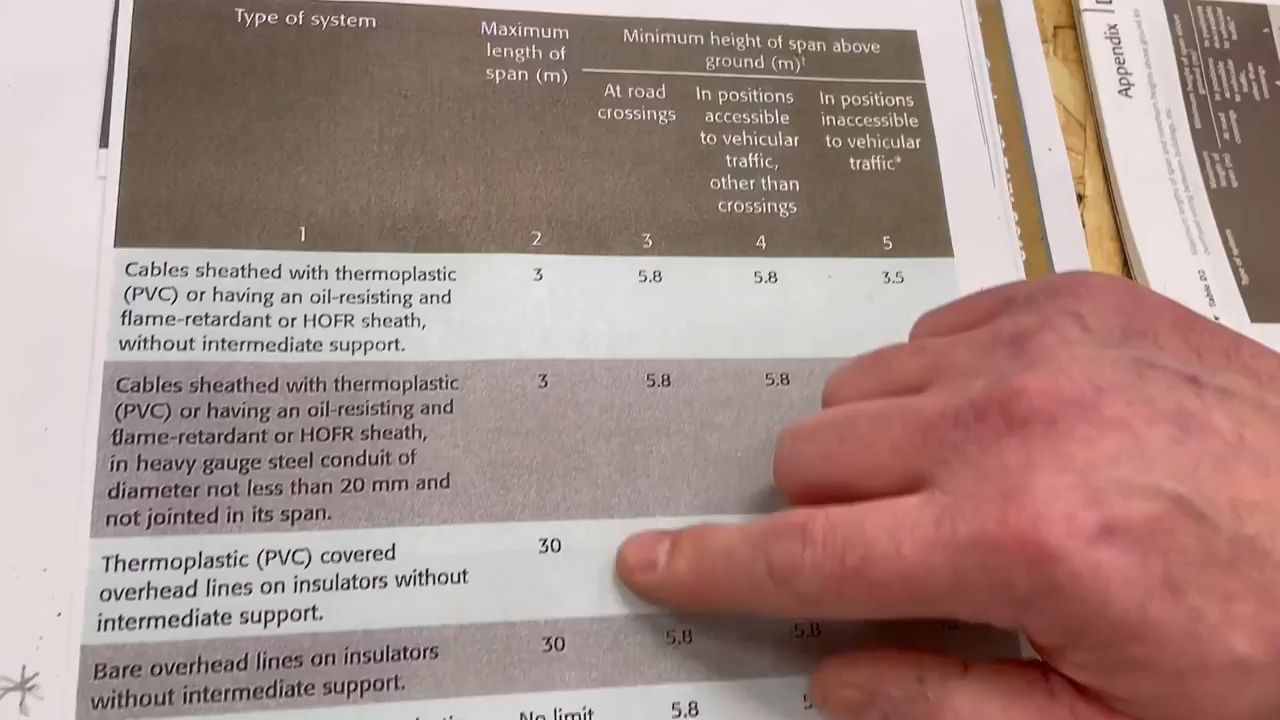 Type of system
Maximum
length of
span (m)
Minimum height of span above
ground (m)†
At road
crossings
In positions
accessible
to vehicular
traffic,
other than
crossings
In positions
inaccessible
to vehicular
traffic*
1 2 3 4 5
Cables sheathed with thermoplastic 3 5.8 5.8 3.5
(PVC) or having an oil-resisting and
flame-retardant or HOFR sheath,
without intermediate support.
Cables sheathed with thermoplastic 3 5.8 5.8
(PVC) or having an oil-resisting and
flame-retardant or HOFR sheath,
in heavy gauge steel conduit of
diameter not less than 20 mm and
not jointed in its span.
Thermoplastic (PVC) covered 30
overhead lines on insulators without
intermediate support.
Bare overhead lines on insulators 30 5.8 5.8
without intermediate support.
No limit 5.8
Appendix
Table D2